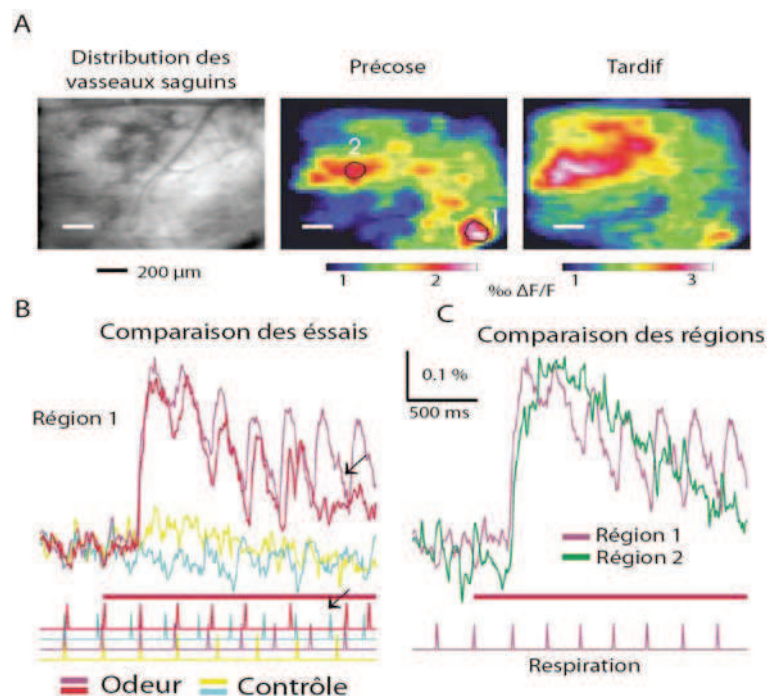 A
Distribution des
vasseaux saguins
Précose
Tardif
2
1
200 µm
1
2
‰ ΔF/F
1
3
B
Comparaison des éssais
C
Comparaison des régions
Région 1
0.1 %
500 ms
Région 1
Région 2
Respiration
Odeur
Contrôle